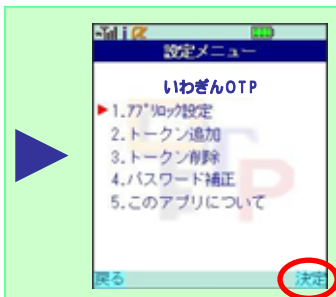 設定メニュー
いわぎんOTP
1.ｱﾌﾟﾘﾛｯｸ設定
2.トークン追加
3.トークン削除
4.パスワード補正
5.このアプリについて
戻る 決定